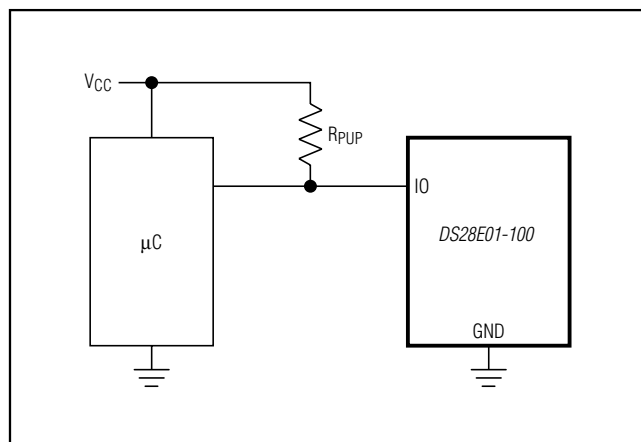 VCC
RPUP
IO
µC
DS28E01-100
GND